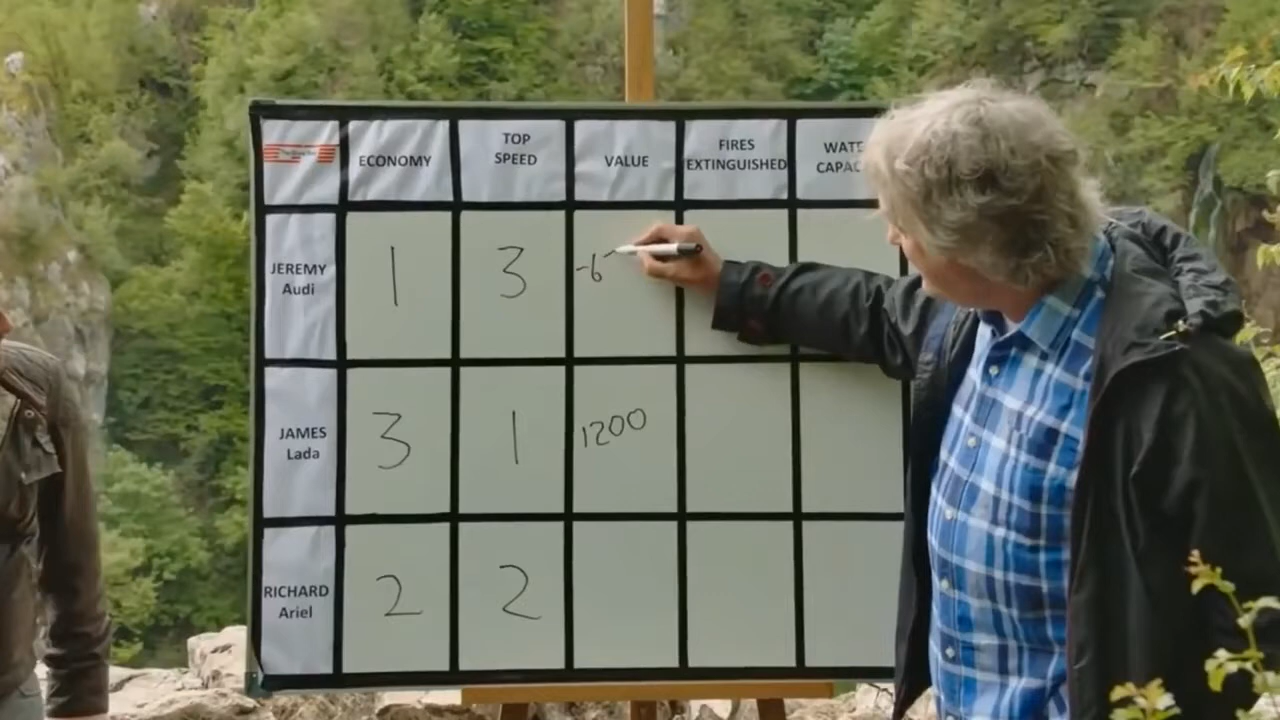 ECONOMY
TOP
SPEED
VALUE
FIRES
EXTINGUISHED
JEREMY
Audi
1
3
-6
JAMES
Lada
3
1
1200
RICHARD
Ariel
2
2